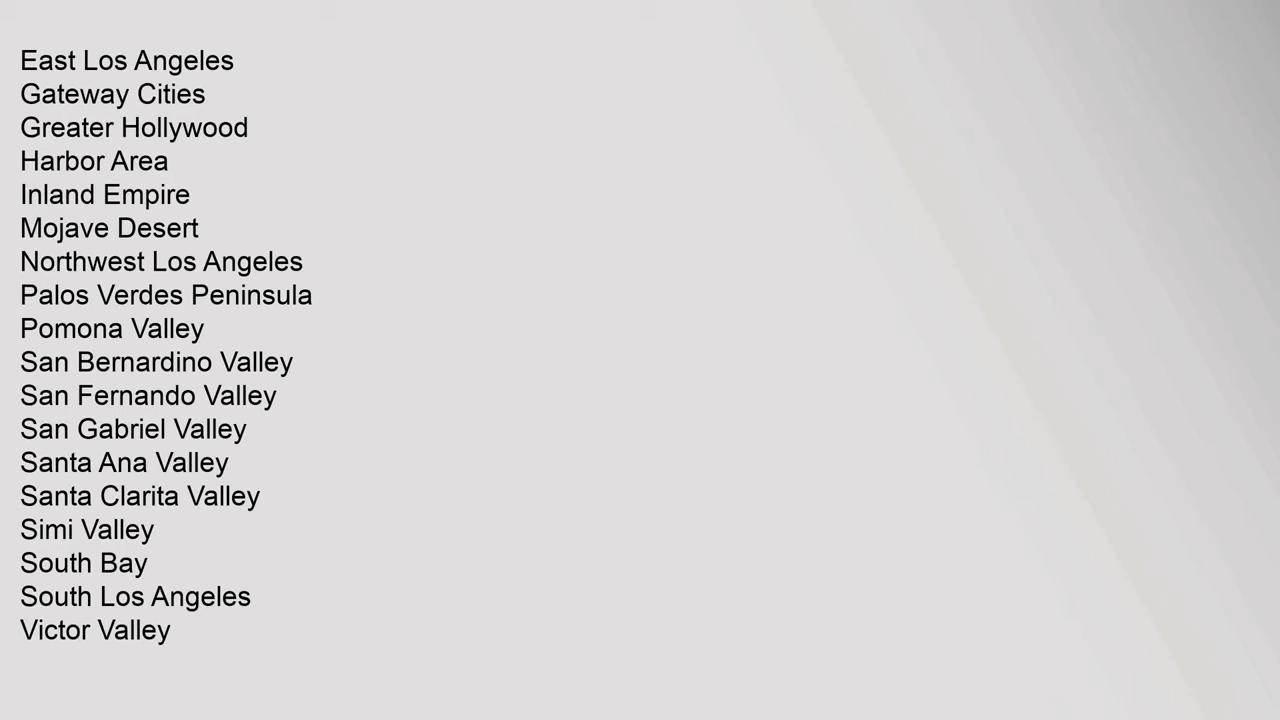 East Los Angeles
Gateway Cities
Greater Hollywood
Harbor Area
Inland Empire
Mojave Desert
Northwest Los Angeles
Palos Verdes Peninsula
Pomona Valley
San Bernardino Valley
San Fernando Valley
San Gabriel Valley
Santa Ana Valley
Santa Clarita Valley
Simi Valley
South Bay
South Los Angeles
Victor Valley